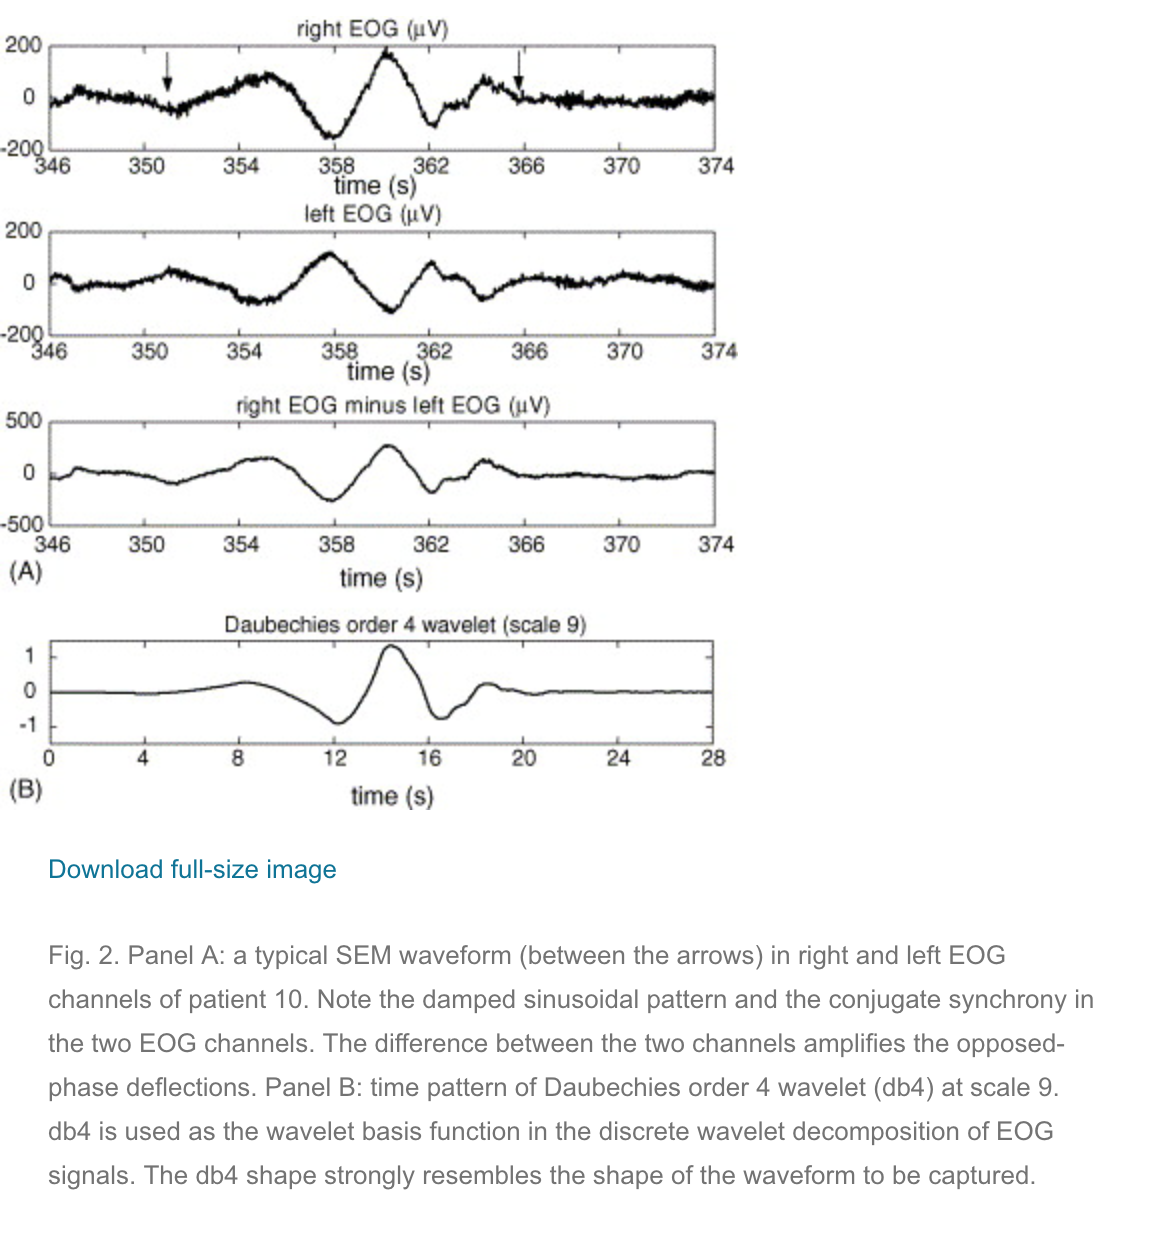 right EOG (μV)
200
0
-200
346 350 354 358 362 366 370 374
time (s)
left EOG (μV)
200
0
-200
346 350 354 358 362 366 370 374
time (s)
right EOG minus left EOG (μV)
500
0
-500
346 350 354 358 362 366 370 374
(A)
time (s)
Daubechies order 4 wavelet (scale 9)
1
0
-1
0 4 8 12 16 20 24 28
(B)
time (s)
Download full-size image
Fig. 2. Panel A: a typical SEM waveform (between the arrows) in right and left EOG
channels of patient 10. Note the damped sinusoidal pattern and the conjugate synchrony in
the two EOG channels. The difference between the two channels amplifies the opposed-
phase deflections. Panel B: time pattern of Daubechies order 4 wavelet (db4) at scale 9.
db4 is used as the wavelet basis function in the discrete wavelet decomposition of EOG
signals. The db4 shape strongly resembles the shape of the waveform to be captured.